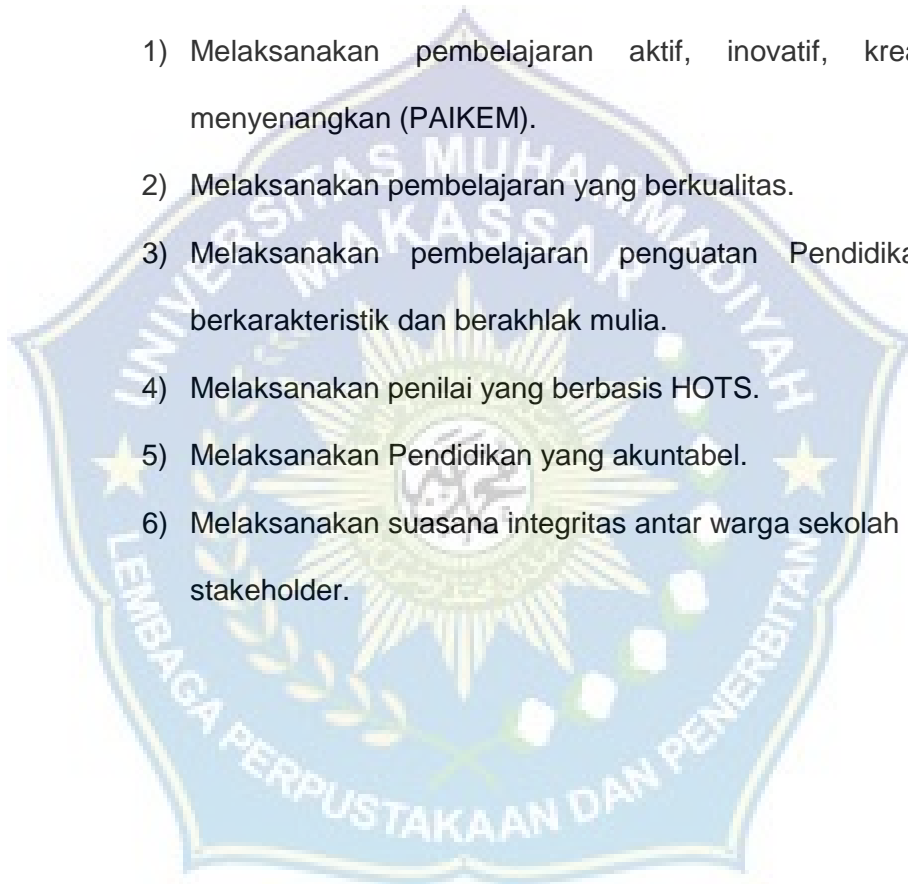 1) Melaksanakan pembelajaran aktif, inovatif, krea
menyenangkan (PAIKEM).
2) Melaksanakan pembelajaran yang berkualitas.
3) Melaksanakan pembelajaran penguatan Pendidika
berkarakteristik dan berakhlak mulia.
4) Melaksanakan penilai yang berbasis HOTS.
5) Melaksanakan Pendidikan yang akuntabel.
6) Melaksanakan suasana integritas antar warga sekolah
stakeholder.
UNIVERSITAS MUHAMMADIYAH
MAKASSAR
LEMBAGA PERPUSTAKAAN DAN PENERBITAN